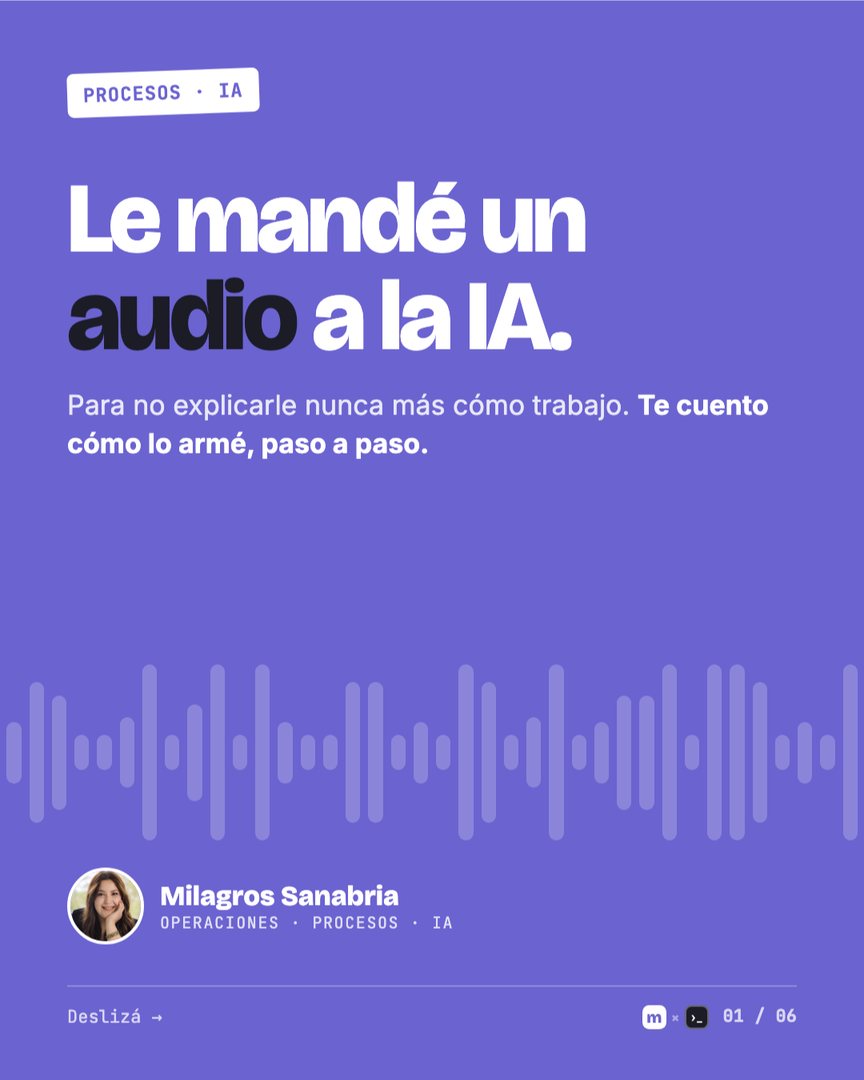 PROCESOS · IA
Le mandé un
audio a la IA.
Para no explicarle nunca más cómo trabajo. Te cuento
cómo lo armé, paso a paso.
Milagros Sanabria
OPERACIONES · PROCESOS · IA
Deslizá →
m × >_ 01 / 06